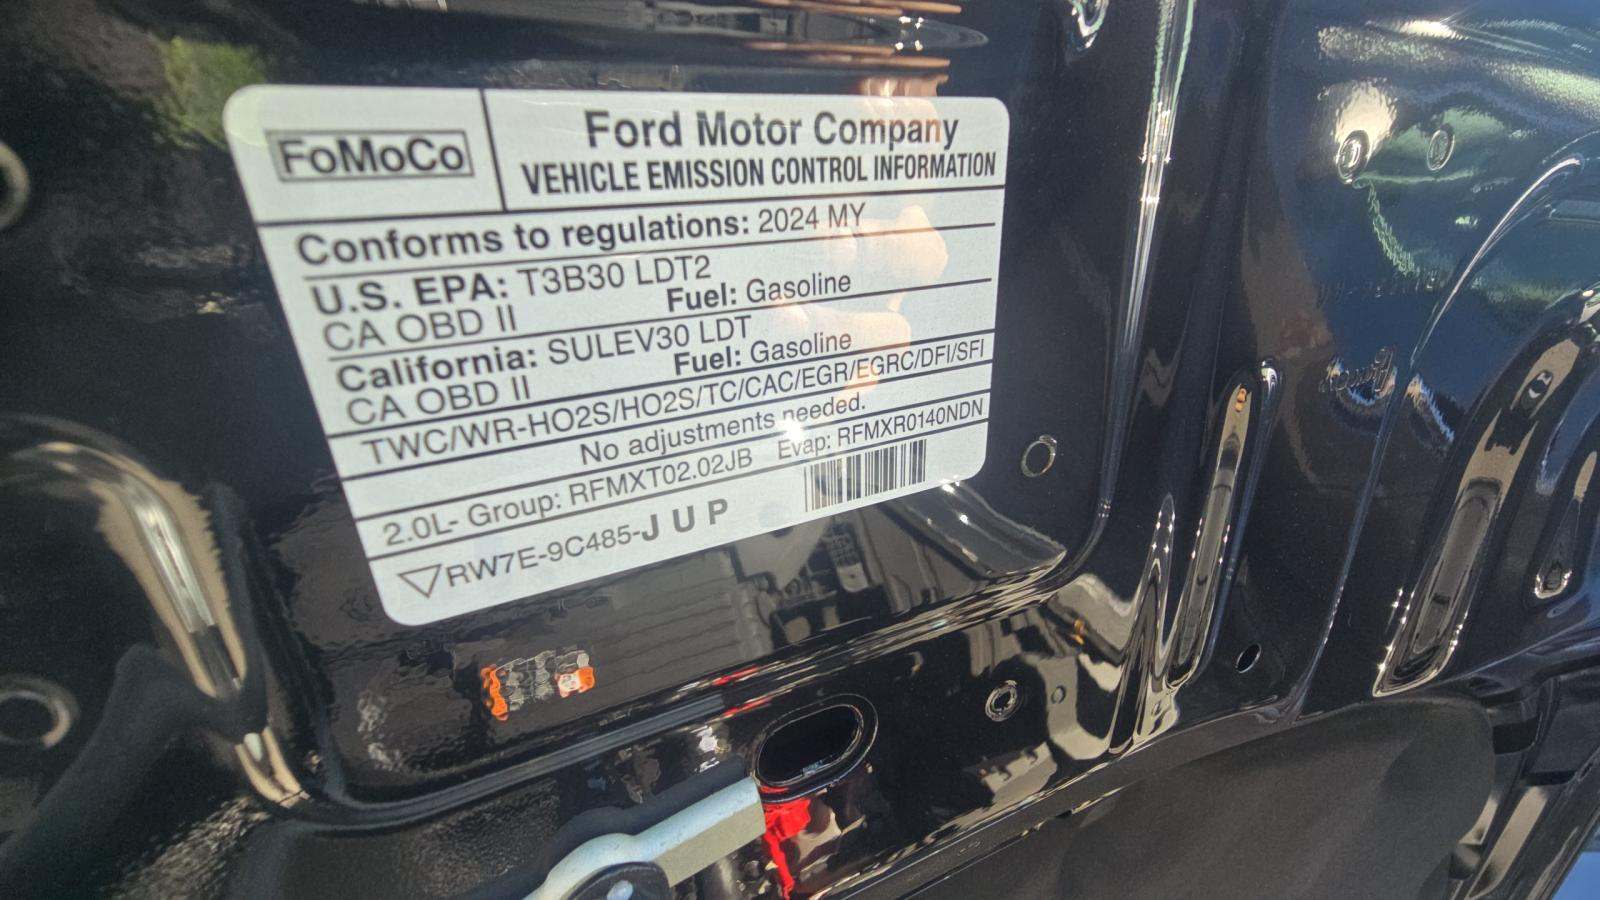 FoMoCo
Ford Motor Company
VEHICLE EMISSION CONTROL INFORMATION
Conforms to regulations: 2024 MY
U.S. EPA: T3B30 LDT2
CA OBD II Fuel: Gasoline
California: SULEV30 LDT
CA OBD II Fuel: Gasoline
TWC/WR-HO2S/HO2S/TC/CAC/EGR/EGRC/DFI/SFI
No adjustments needed.
2.0L- Group: RFMXT02.02JB Evap: RFMXR0140NDN
RW7E-9C485-JUP